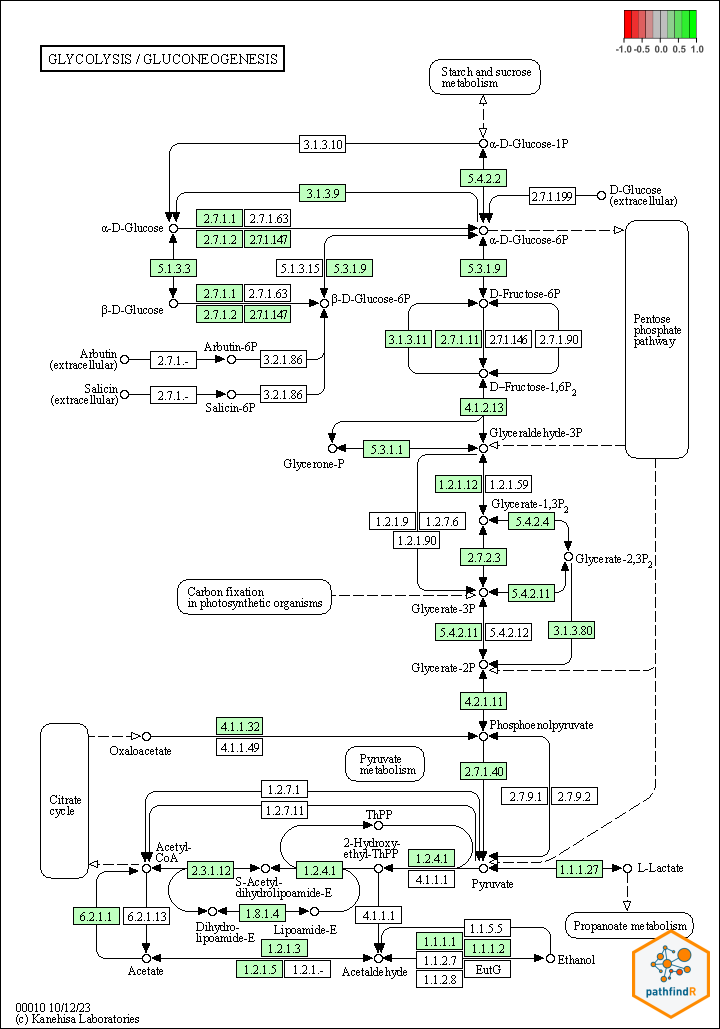 -1.0 -0.5 0.0 0.5 1.0
GLYCOLYSIS / GLUCONEOGENESIS
Starch and sucrose
metabolism
3.1.3.10
α-D-Glucose-1P
5.4.2.2
3.1.3.9
2.7.1.199
D-Glucose
(extracellular)
2.7.1.1
2.7.1.63
α-D-Glucose
2.7.1.2
2.7.1.147
α-D-Glucose-6P
5.1.3.3
5.1.3.15
5.3.1.9
5.3.1.9
2.7.1.1
2.7.1.63
β-D-Glucose
2.7.1.2
2.7.1.147
β-D-Glucose-6P
D-Fructose-6P
Pentose
phosphate
pathway
Arbutin
(extracellular)
2.7.1.-
Arbutin-6P
3.2.1.86
3.1.3.11
2.7.1.11
2.7.1.146
2.7.1.90
Salicin
(extracellular)
2.7.1.-
Salicin-6P
3.2.1.86
D-Fructose-1,6P2
4.1.2.13
Glyceraldehyde-3P
Glycerone-P
5.3.1.1
1.2.1.12
1.2.1.59
Glycerate-1,3P2
1.2.1.9
1.2.7.6
1.2.1.90
5.4.2.4
2.7.2.3
Glycerate-2,3P2
Carbon fixation
in photosynthetic organisms
5.4.2.11
Glycerate-3P
5.4.2.11
5.4.2.12
3.1.3.80
Glycerate-2P
4.2.1.11
4.1.1.32
Phosphoenolpyruvate
Oxaloacetate
4.1.1.49
Pyruvate
metabolism
2.7.1.40
Citrate
cycle
1.2.7.1
1.2.7.11
2.7.9.1
2.7.9.2
ThPP
Acetyl-
CoA
2-Hydroxy-
ethyl-ThPP
2.3.1.12
S-Acetyl-
dihydrolipoamide-E
1.2.4.1
1.2.4.1
4.1.1.1
Pyruvate
1.1.1.27
L-Lactate
6.2.1.1
6.2.1.13
Dihydro-
lipoamide-E
1.8.1.4
Lipoamide-E
4.1.1.1
Propanoate metabolism
1.1.5.5
1.2.1.3
1.1.1.1
1.1.1.2
Acetate
1.2.1.5
1.2.1.-
Acetaldehyde
1.1.2.7
EutG
Ethanol
1.1.2.8
pathfindR
00010 10/12/23
(c) Kanehisa Laboratories